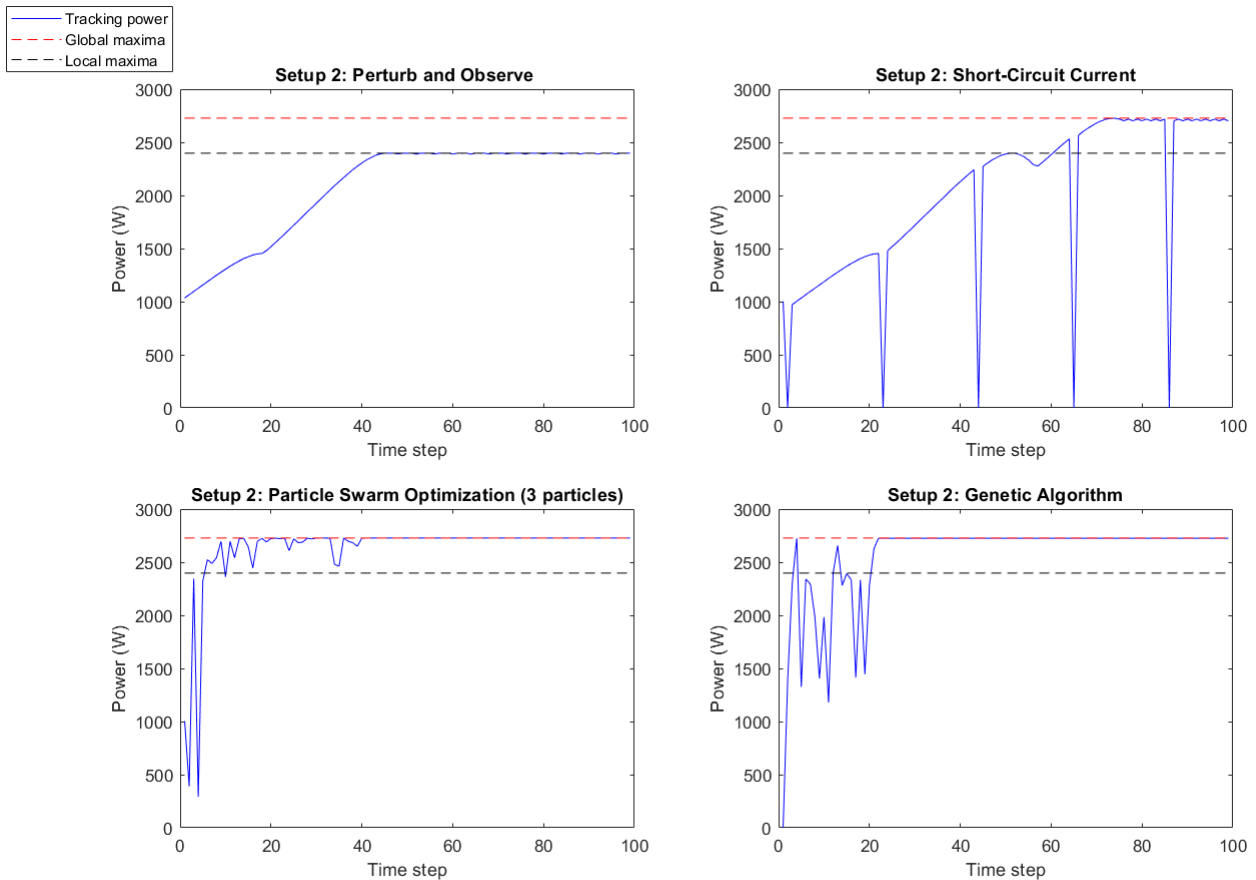 Tracking power
Global maxima
Local maxima
Setup 2: Perturb and Observe
3000
2500
2000
1500
1000
500
0
Power (W)
0 20 40 60 80 100
Time step
Setup 2: Short-Circuit Current
3000
2500
2000
1500
1000
500
0
Power (W)
0 20 40 60 80 100
Time step
Setup 2: Particle Swarm Optimization (3 particles)
3000
2500
2000
1500
1000
500
0
Power (W)
0 20 40 60 80 100
Time step
Setup 2: Genetic Algorithm
3000
2500
2000
1500
1000
500
0
Power (W)
0 20 40 60 80 100
Time step